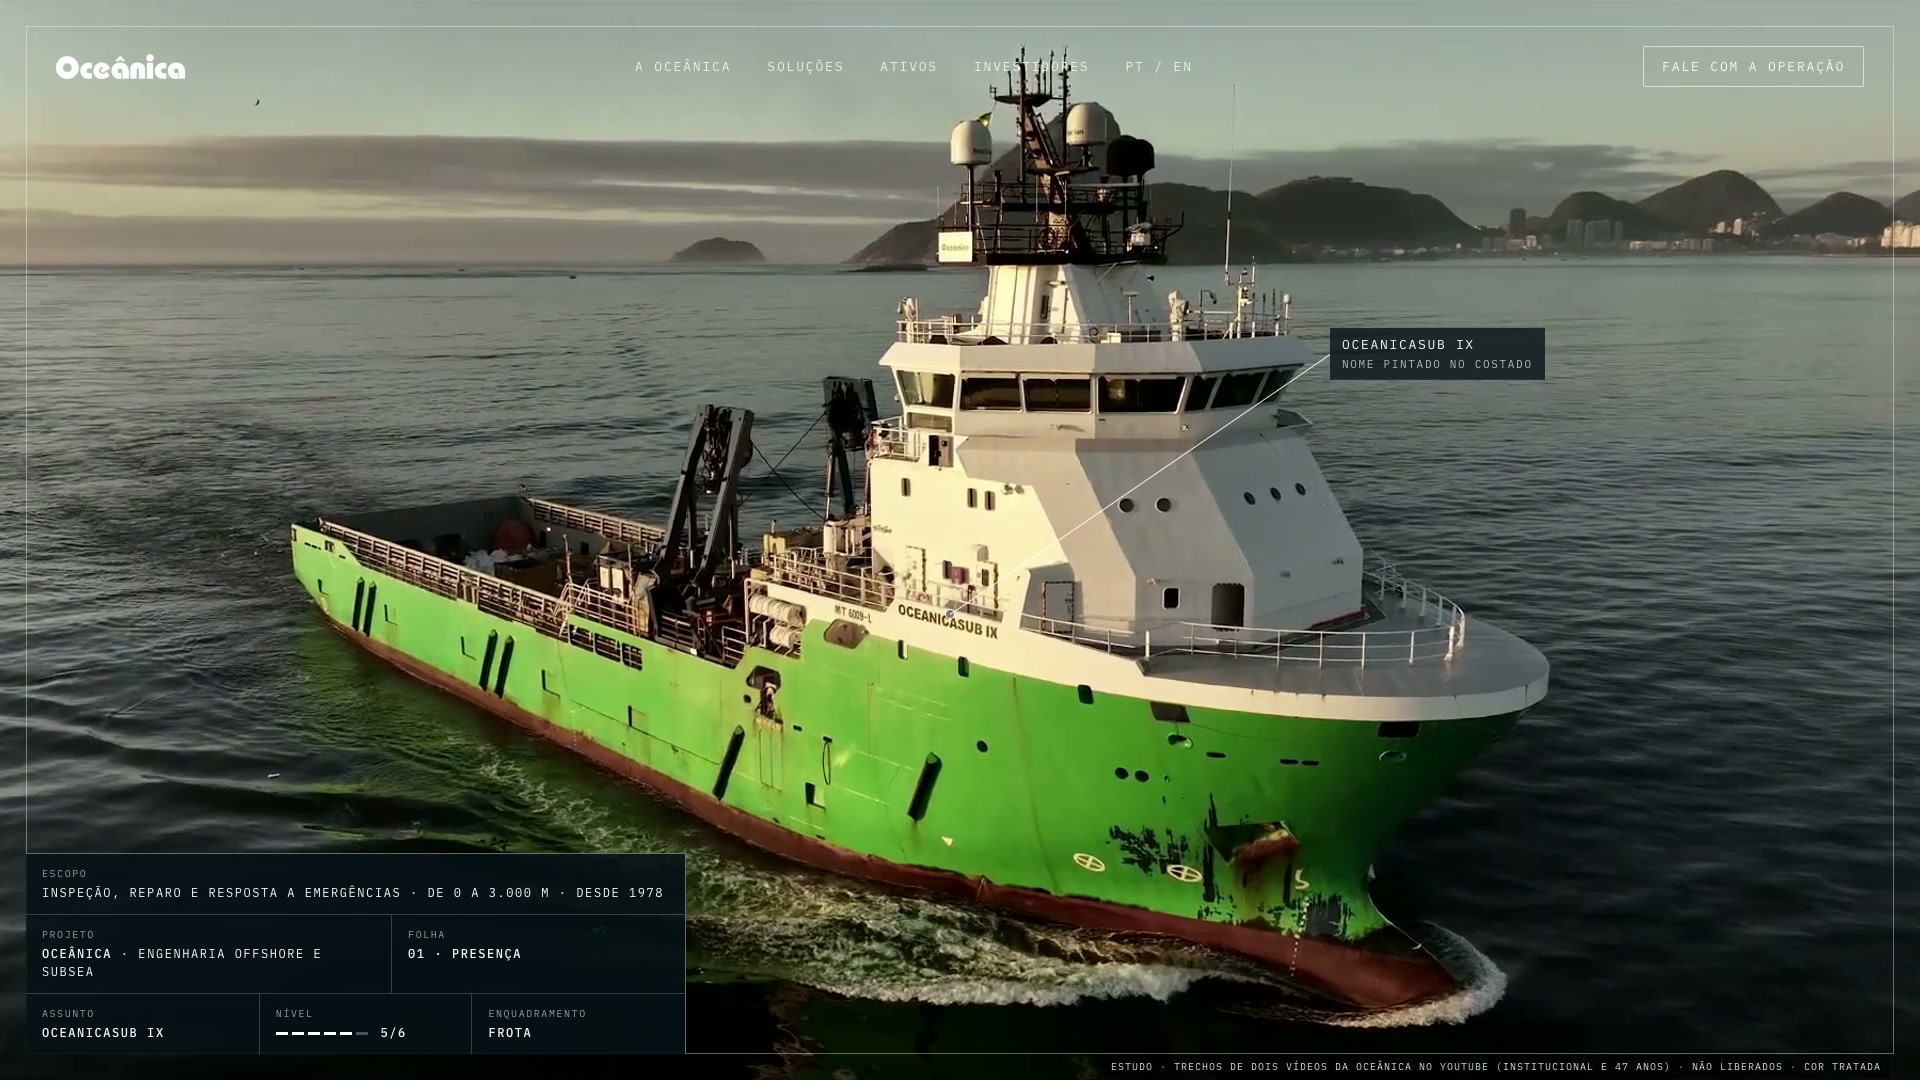 Oceânica
A OCEÂNICA SOLUÇÕES ATIVOS INVESTIDORES PT / EN
FALE COM A OPERAÇÃO
Oceânica
OCEANICASUB IX
NOME PINTADO NO COSTADO
MT 6009-L
OCEANICASUB IX
ESCOPO
INSPEÇÃO, REPARO E RESPOSTA A EMERGÊNCIAS · DE 0 A 3.000 M · DESDE 1978
PROJETO
OCEÂNICA · ENGENHARIA OFFSHORE E
SUBSEA
FOLHA
01 · PRESENÇA
ASSUNTO
OCEANICASUB IX
NÍVEL
5/6
ENQUADRAMENTO
FROTA
ESTUDO · TRECHOS DE DOIS VÍDEOS DA OCEÂNICA NO YOUTUBE (INSTITUCIONAL E 47 ANOS) · NÃO LIBERADOS · COR TRATADA